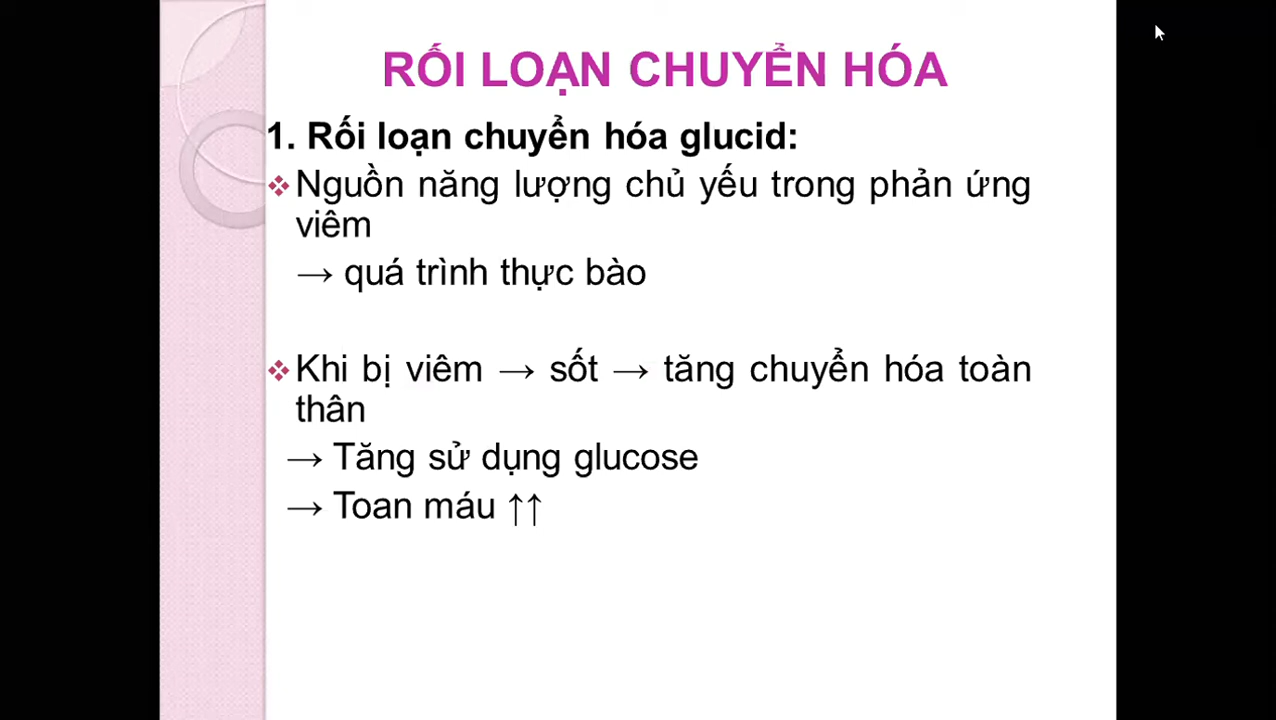 RỐI LOẠN CHUYỂN HÓA
1. Rối loạn chuyển hóa glucid:
❖Nguồn năng lượng chủ yếu trong phản ứng
viêm
→ quá trình thực bào
❖Khi bị viêm → sốt → tăng chuyển hóa toàn
thân
→ Tăng sử dụng glucose
→ Toan máu ↑↑